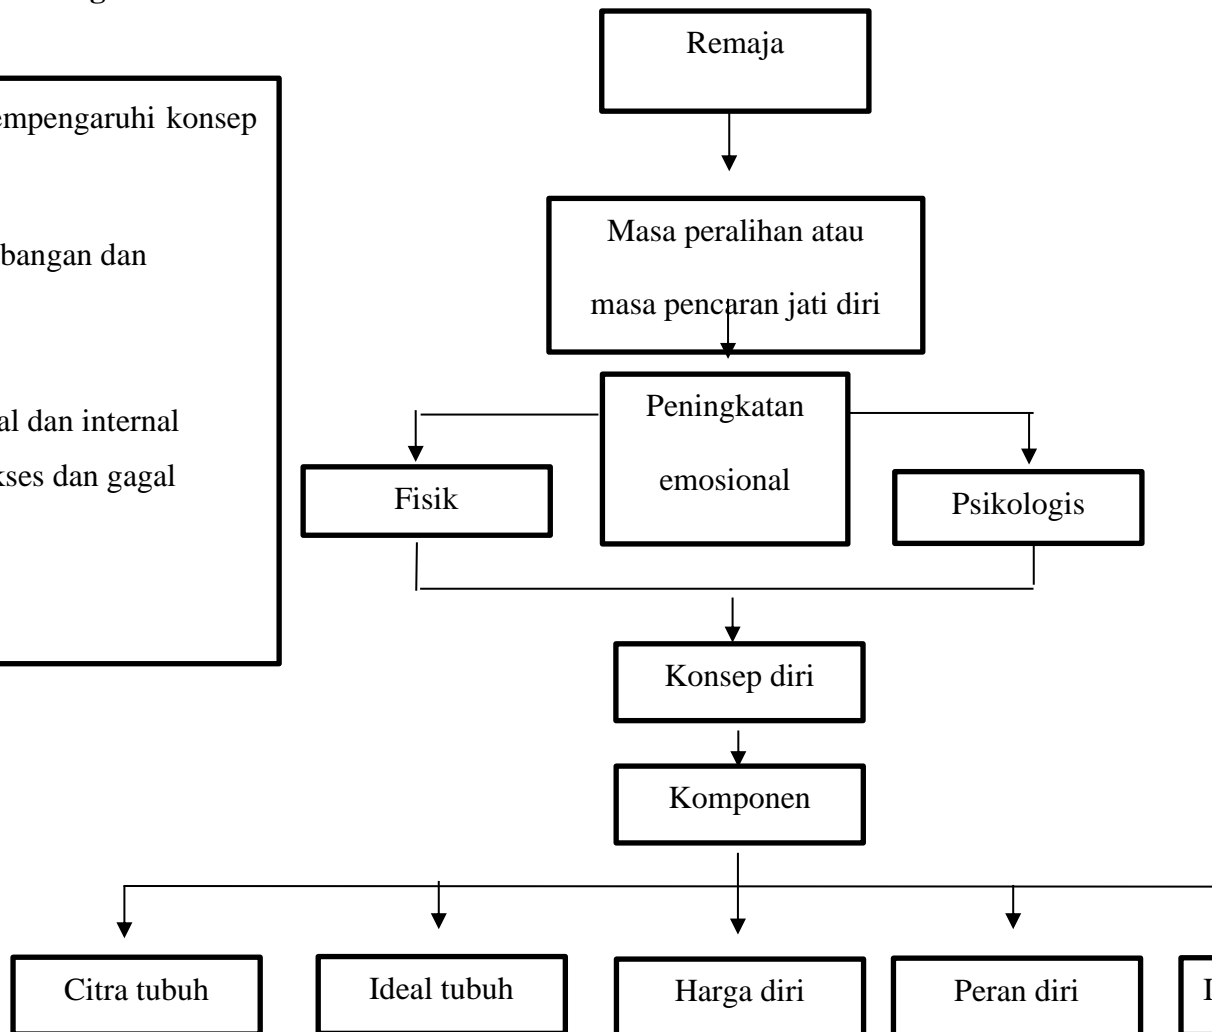 Remaja
empengaruhi konsep
Masa peralihan atau
masa pencaran jati diri
bangan dan
al dan internal
kses dan gagal
Peningkatan
emosional
Fisik
Psikologis
Konsep diri
Komponen
Citra tubuh
Ideal tubuh
Harga diri
Peran diri
I